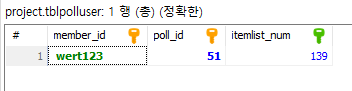 project.tblpolluser: 1 행 (총) (정확한)
# member_id poll_id itemlist_num
1 wert123 51 139